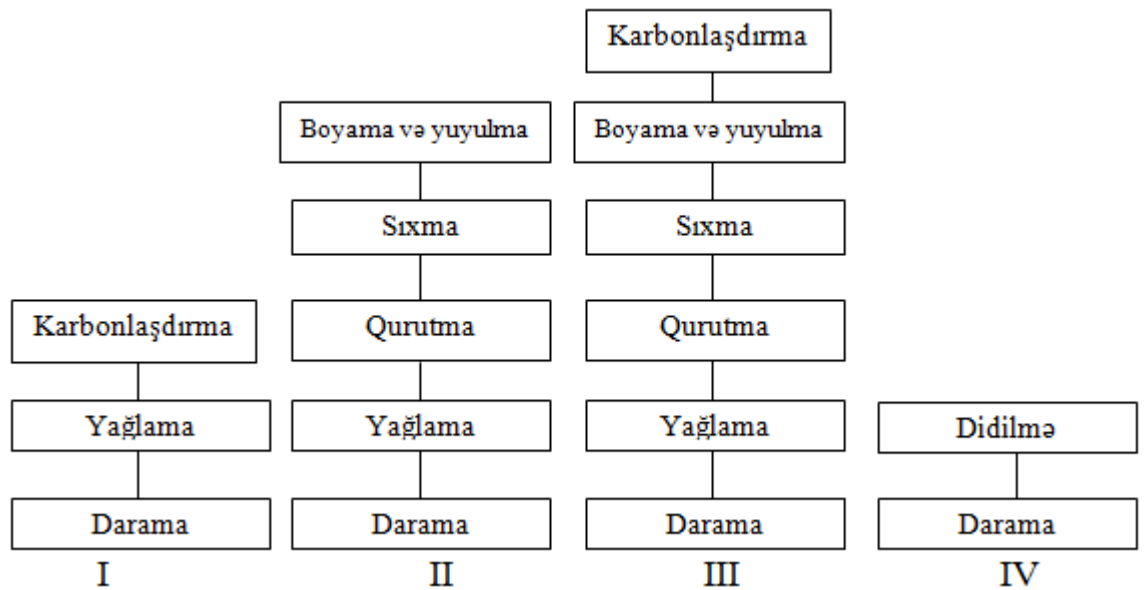 Karbonlaşdırma
Yağlama
Darama
I
Boyama və yuyulma
Sıxma
Qurutma
Yağlama
Darama
II
Karbonlaşdırma
Boyama və yuyulma
Sıxma
Qurutma
Yağlama
Darama
III
Didilmə
Darama
IV